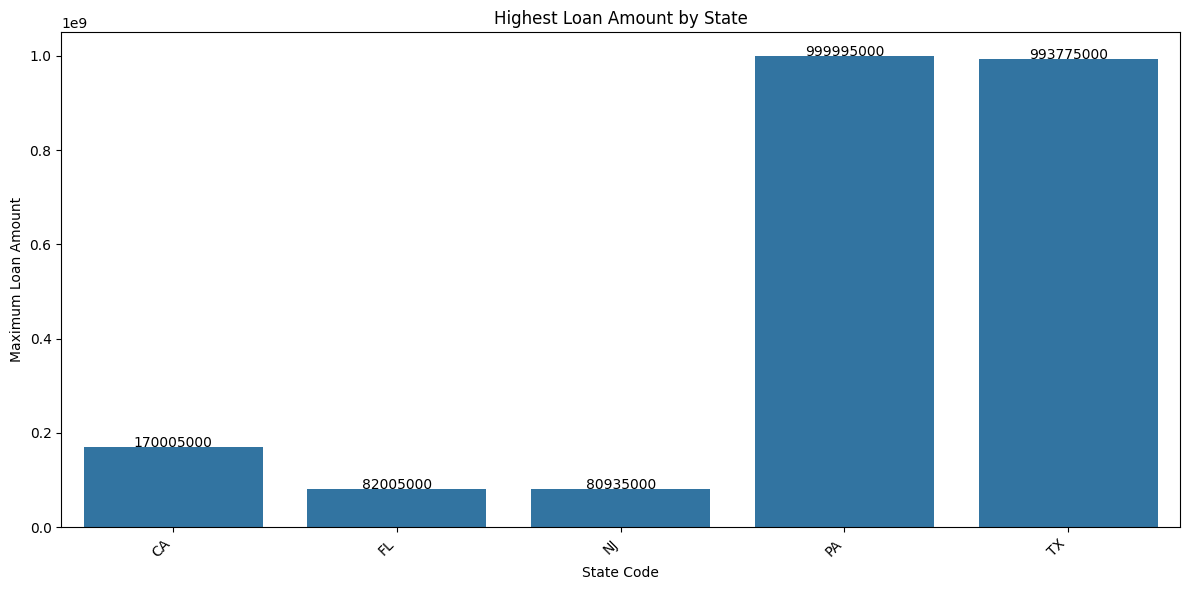 Highest Loan Amount by State
1e9
1.0
0.8
0.6
0.4
0.2
0.0
Maximum Loan Amount
170005000
82005000
80935000
999995000
993775000
CA
FL
NJ
PA
TX
State Code